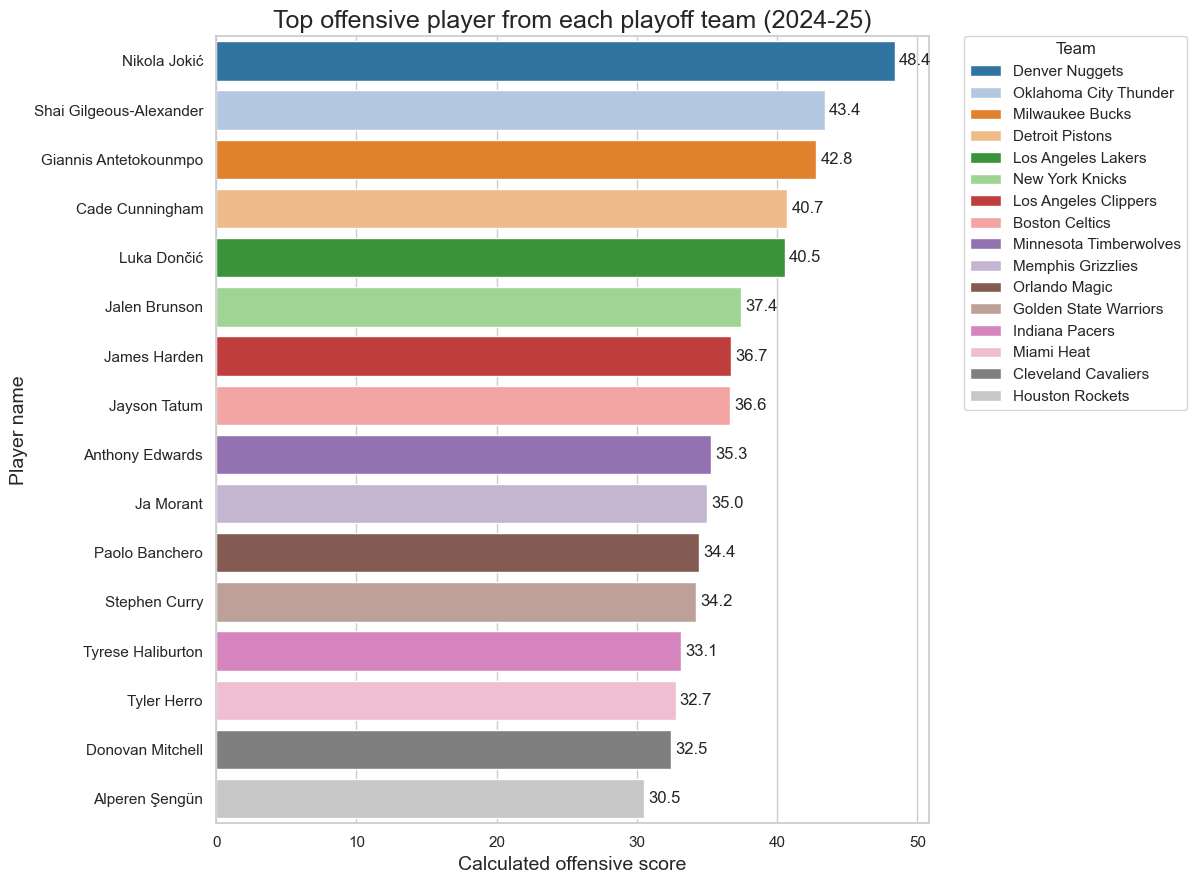 Top offensive player from each playoff team (2024-25)
Player name
Nikola Jokić
48.4
Shai Gilgeous-Alexander
43.4
Giannis Antetokounmpo
42.8
Cade Cunningham
40.7
Luka Dončić
40.5
Jalen Brunson
37.4
James Harden
36.7
Jayson Tatum
36.6
Anthony Edwards
35.3
Ja Morant
35.0
Paolo Banchero
34.4
Stephen Curry
34.2
Tyrese Haliburton
33.1
Tyler Herro
32.7
Donovan Mitchell
32.5
Alperen Şengün
30.5
0 10 20 30 40 50
Calculated offensive score
Team
Denver Nuggets
Oklahoma City Thunder
Milwaukee Bucks
Detroit Pistons
Los Angeles Lakers
New York Knicks
Los Angeles Clippers
Boston Celtics
Minnesota Timberwolves
Memphis Grizzlies
Orlando Magic
Golden State Warriors
Indiana Pacers
Miami Heat
Cleveland Cavaliers
Houston Rockets